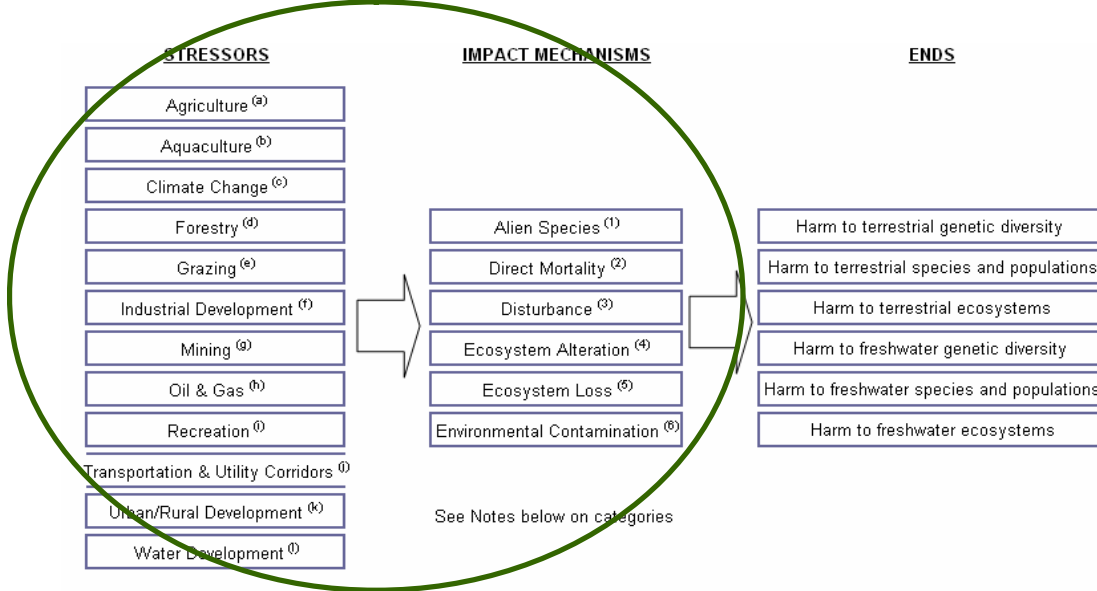 STRESSORS
Agriculture (a)
Aquaculture (b)
Climate Change (c)
Forestry (d)
Grazing (e)
Industrial Development (f)
Mining (g)
Oil & Gas (h)
Recreation (i)
Transportation & Utility Corridors (j)
Urban/Rural Development (k)
Water Development (l)
IMPACT MECHANISMS
Alien Species (1)
Direct Mortality (2)
Disturbance (3)
Ecosystem Alteration (4)
Ecosystem Loss (5)
Environmental Contamination (6)
See Notes below on categories
ENDS
Harm to terrestrial genetic diversity
Harm to terrestrial species and populations
Harm to terrestrial ecosystems
Harm to freshwater genetic diversity
Harm to freshwater species and populations
Harm to freshwater ecosystems